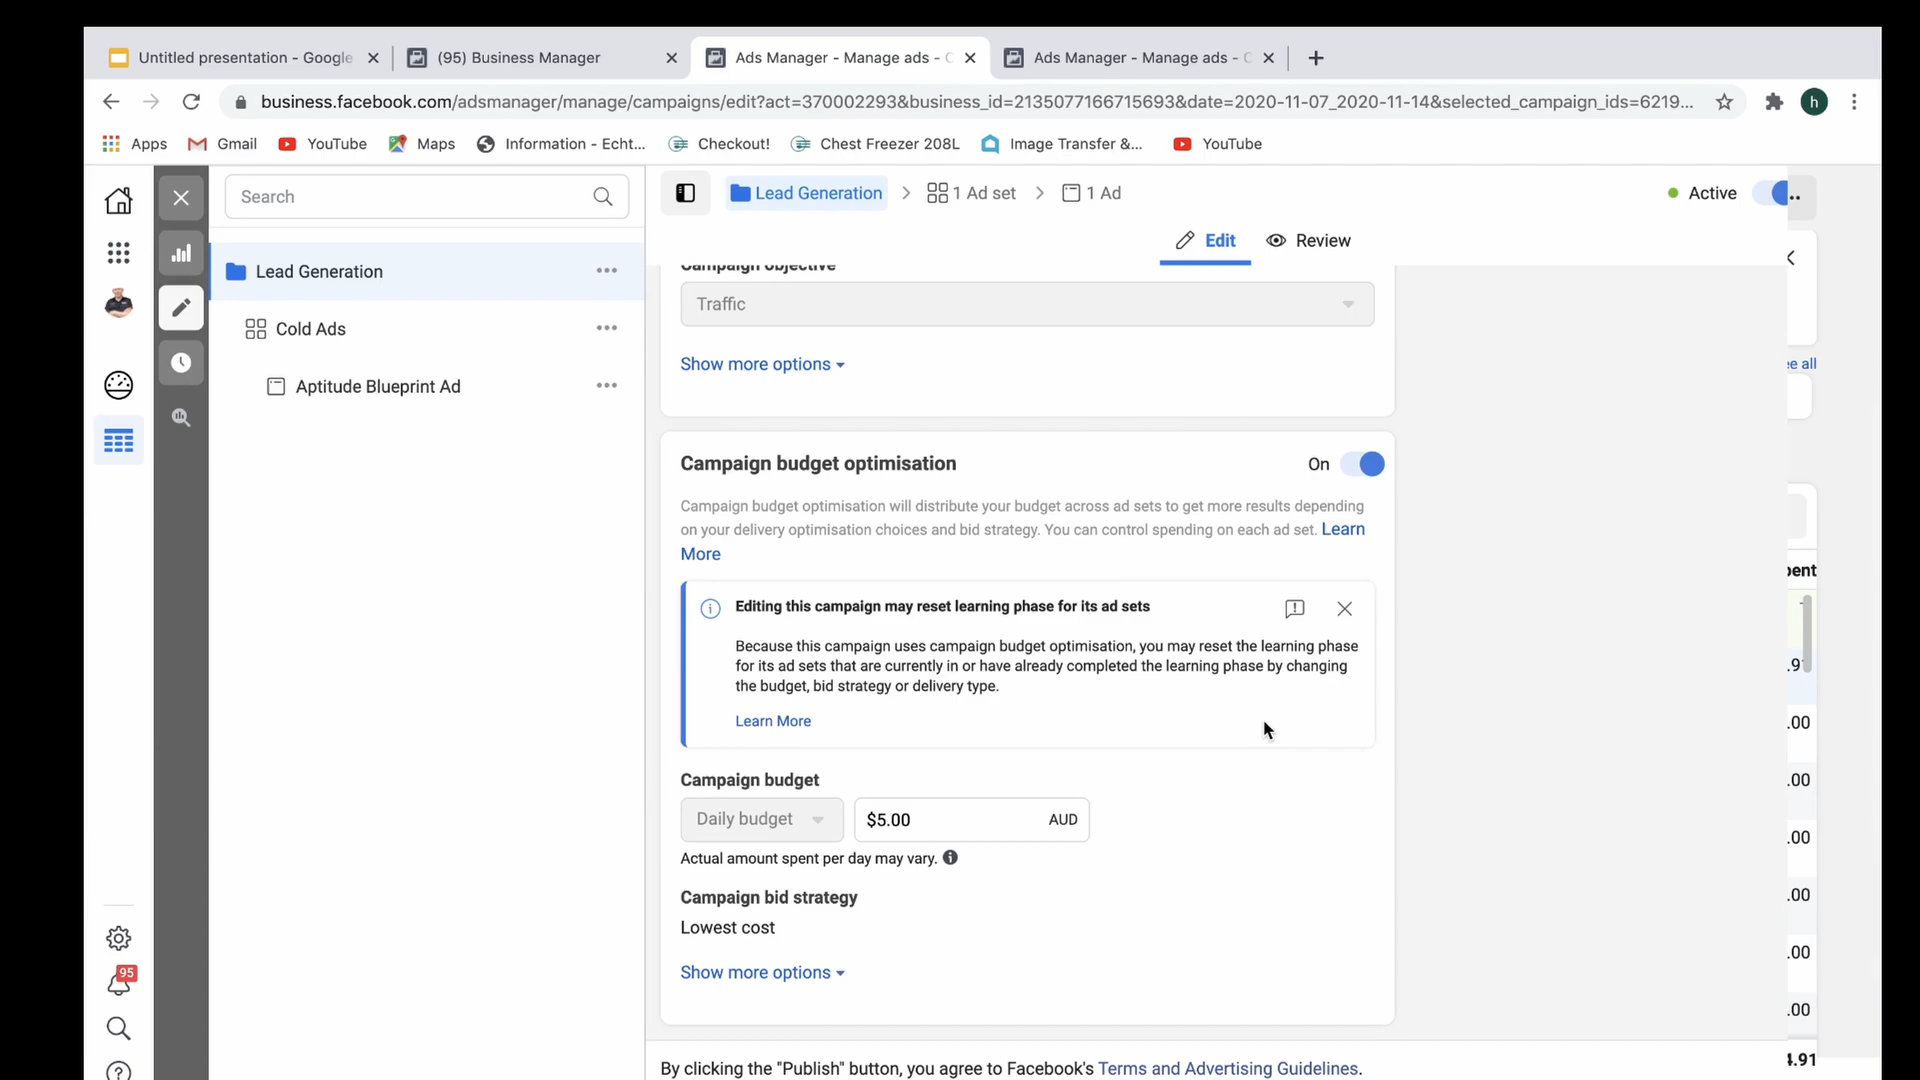 Untitled presentation - Google
(95) Business Manager
Ads Manager - Manage ads - C
Ads Manager - Manage ads - C
business.facebook.com/adsmanager/manage/campaigns/edit?act=370002293&business_id=2135077166715693&date=2020-11-07_2020-11-14&selected_campaign_ids=6219...
h
Apps
Gmail
YouTube
Maps
Information - Echt...
Checkout!
Chest Freezer 208L
Image Transfer &...
YouTube
Search
Lead Generation
1 Ad set
1 Ad
Active
Edit
Review
Lead Generation
Cold Ads
Aptitude Blueprint Ad
Campaign objective
Traffic
Show more options
ee all
Campaign budget optimisation
On
Campaign budget optimisation will distribute your budget across ad sets to get more results depending
on your delivery optimisation choices and bid strategy. You can control spending on each ad set. Learn
More
pent
Editing this campaign may reset learning phase for its ad sets
Because this campaign uses campaign budget optimisation, you may reset the learning phase
for its ad sets that are currently in or have already completed the learning phase by changing
the budget, bid strategy or delivery type.
Learn More
.00
Campaign budget
.00
Daily budget
$5.00
AUD
.00
Actual amount spent per day may vary.
Campaign bid strategy
.00
Lowest cost
.00
Show more options
95
.00
By clicking the "Publish" button, you agree to Facebook's Terms and Advertising Guidelines.
4.91